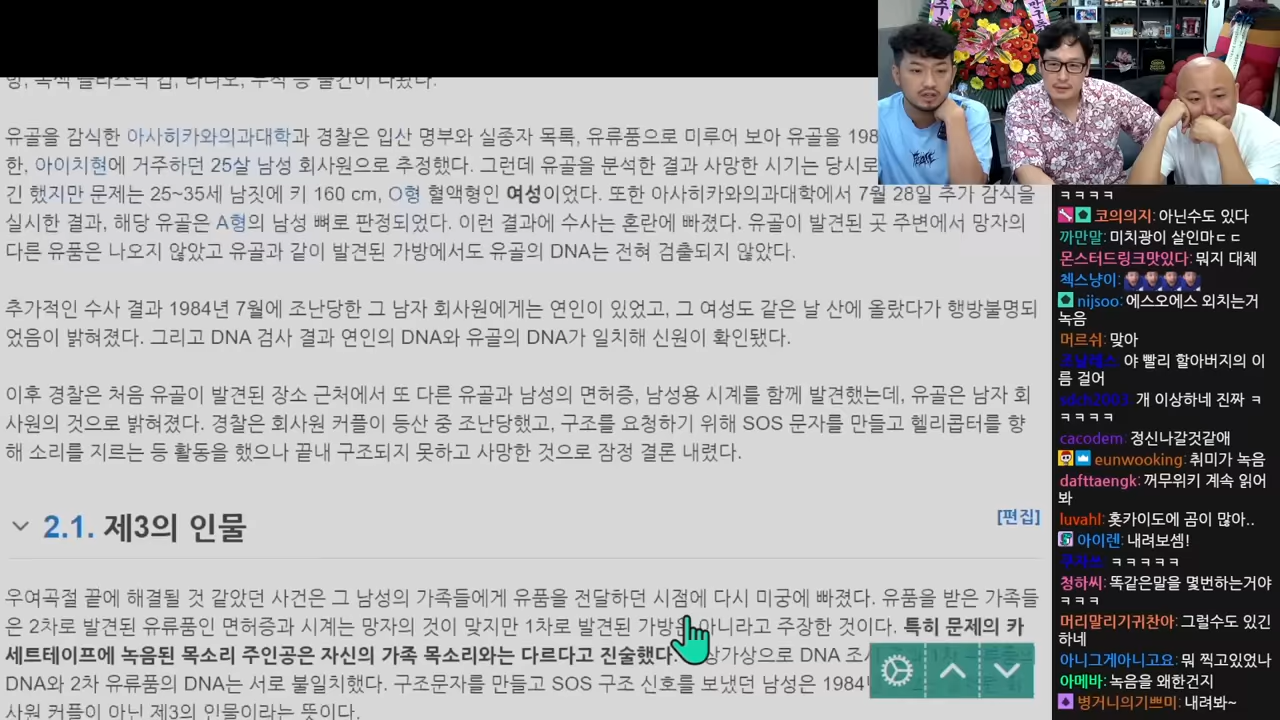 유골을 감식한 아사히카와의과대학과 경찰은 입산 명부와 실종자 목록, 유류품으로 미루어 보아 유골을 198
한, 아이치현에 거주하던 25살 남성 회사원으로 추정했다. 그런데 유골을 분석한 결과 사망한 시기는 당시로
긴 했지만 문제는 25~35세 남짓에 키 160 cm. O형 혈액형인 여성이었다. 또한 아사히카와의과대학에서 7월 28일 추가 감식을
실시한 결과, 해당 유골은 A형의 남성 뼈로 판정되었다. 이런 결과에 수사는 혼란에 빠졌다. 유골이 발견된 곳 주변에서 망자의
다른 유품은 나오지 않았고 유골과 같이 발견된 가방에서도 유골의 DNA는 전혀 검출되지 않았다.
추가적인 수사 결과 1984년 7월에 조난당한 그 남자 회사원에게는 연인이 있었고, 그 여성도 같은 날 산에 올랐다가 행방불명되
었음이 밝혀졌다. 그리고 DNA 검사 결과 연인의 DNA와 유골의 DNA가 일치해 신원이 확인됐다.
이후 경찰은 처음 유골이 발견된 장소 근처에서 또 다른 유골과 남성의 면허증, 남성용 시계를 함께 발견했는데, 유골은 남자 회
사원의 것으로 밝혀졌다. 경찰은 회사원 커플이 등산 중 조난당했고, 구조를 요청하기 위해 SOS 문자를 만들고 헬리콥터를 향
해 소리를 지르는 등 활동을 했으나 끝내 구조되지 못하고 사망한 것으로 잠정 결론 내렸다.
2.1. 제3의 인물
[편집]
우여곡절 끝에 해결될 것 같았던 사건은 그 남성의 가족들에게 유품을 전달하던 시점에 다시 미궁에 빠졌다. 유품을 받은 가족들
은 2차로 발견된 유류품인 면허증과 시계는 망자의 것이 맞지만 1차로 발견된 가방은 아니라고 주장한 것이다. 특히 문제의 카
세트테이프에 녹음된 목소리 주인공은 자신의 가족 목소리와는 다르다고 진술했다. 상가상으로 DNA 조사
DNA와 2차 유류품의 DNA는 서로 불일치했다. 구조문자를 만들고 SOS 구조 신호를 보냈던 남성은 1984
사원 커플이 아닌 제3의 인물이라는 뜻이다.
ㅋㅋㅋㅋ
코의의지: 아닌수도 있다
까만말: 미치광이 살인마ㄷㄷ
몬스터드링크맛있다: 뭐지 대체
첵스냥이:
nijsoo: 에스오에스 외치는거
녹음
머르쉬: 맞아
야 빨리 할아버지의 이
름 걸어
개 이상하네 진짜 ㅋ
ㅋㅋㅋㅋ
cacodem: 정신나갈것같애
eunwooking: 취미가 녹음
dafttaengk: 꺼무위키 계속 읽어
봐
luvahl: 홋카이도에 곰이 많아..
아이렌: 내려보셈!
ㅋㅋㅋㅋㅋ
청하씨: 똑같은말을 몇번하는거야
ㅋㅋㅋ
머리말리기귀찬아: 그럴수도 있긴
하네
아니그게아니고요: 뭐 찍고있었나
아메바: 녹음을 왜한건지
병거니의기쁘미: 내려봐~